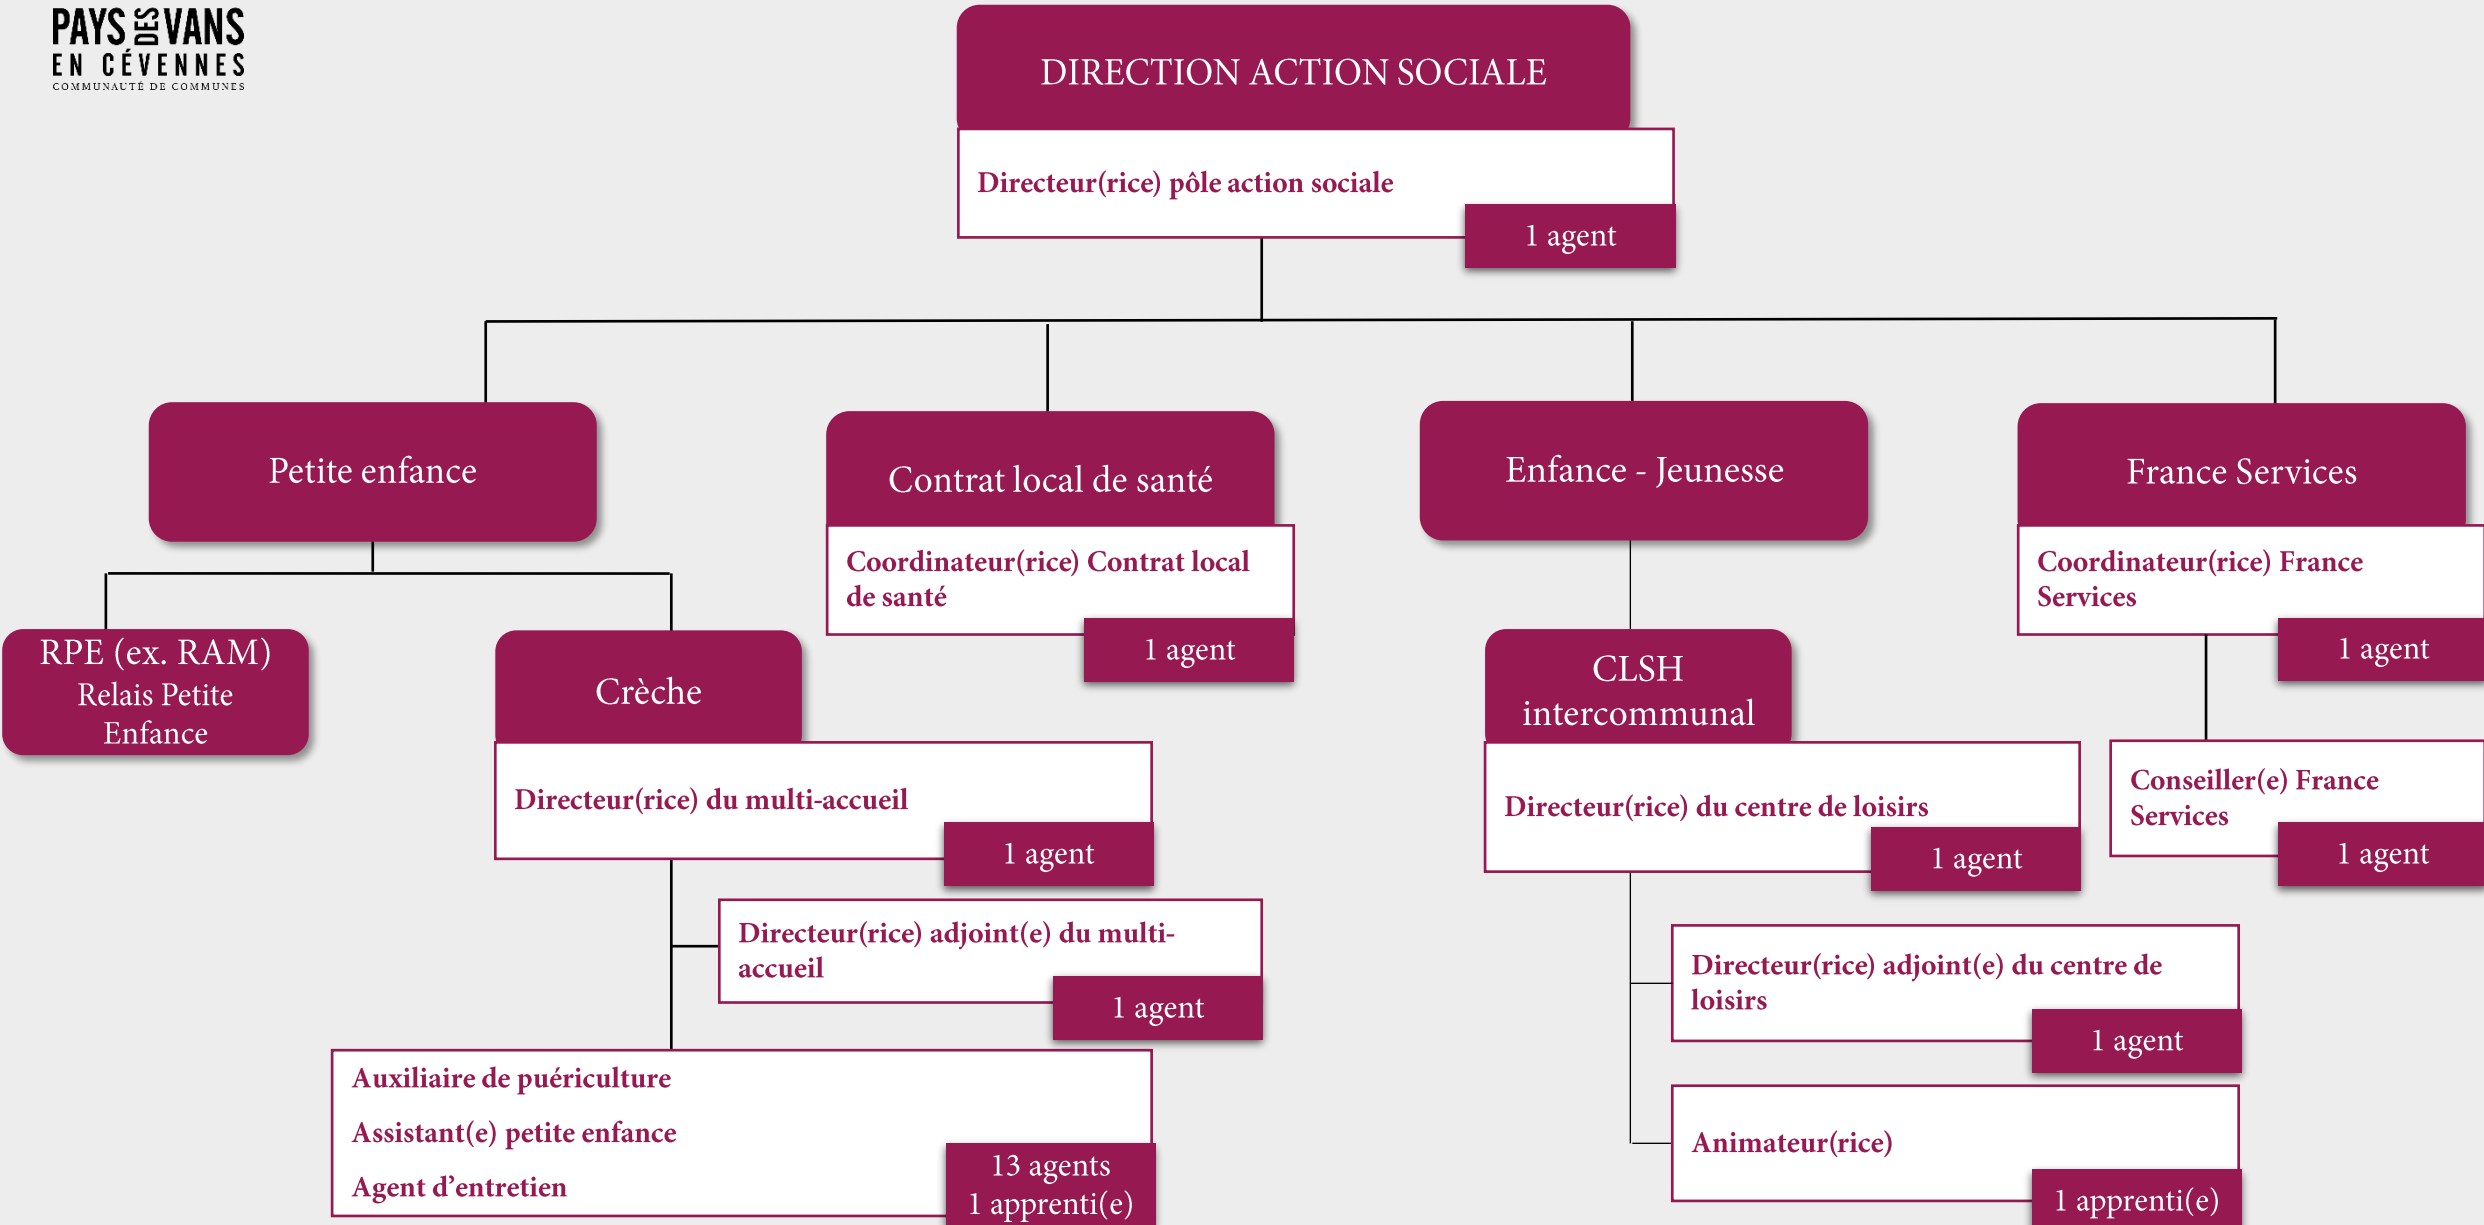 PAYS DES VANS
EN CÉVENNES
COMMUNAUTÉ DE COMMUNES
DIRECTION ACTION SOCIALE
Directeur(rice) pôle action sociale
1 agent
Petite enfance
Contrat local de santé
Coordinateur(rice) Contrat local
de santé
1 agent
Enfance - Jeunesse
France Services
Coordinateur(rice) France
Services
1 agent
RPE (ex. RAM)
Relais Petite
Enfance
Crèche
Directeur(rice) du multi-accueil
1 agent
Directeur(rice) adjoint(e) du multi-
accueil
1 agent
Auxiliaire de puériculture
Assistant(e) petite enfance
Agent d’entretien
13 agents
1 apprenti(e)
CLSH
intercommunal
Directeur(rice) du centre de loisirs
1 agent
Directeur(rice) adjoint(e) du centre de
loisirs
1 agent
Animateur(rice)
1 apprenti(e)
Conseiller(e) France
Services
1 agent